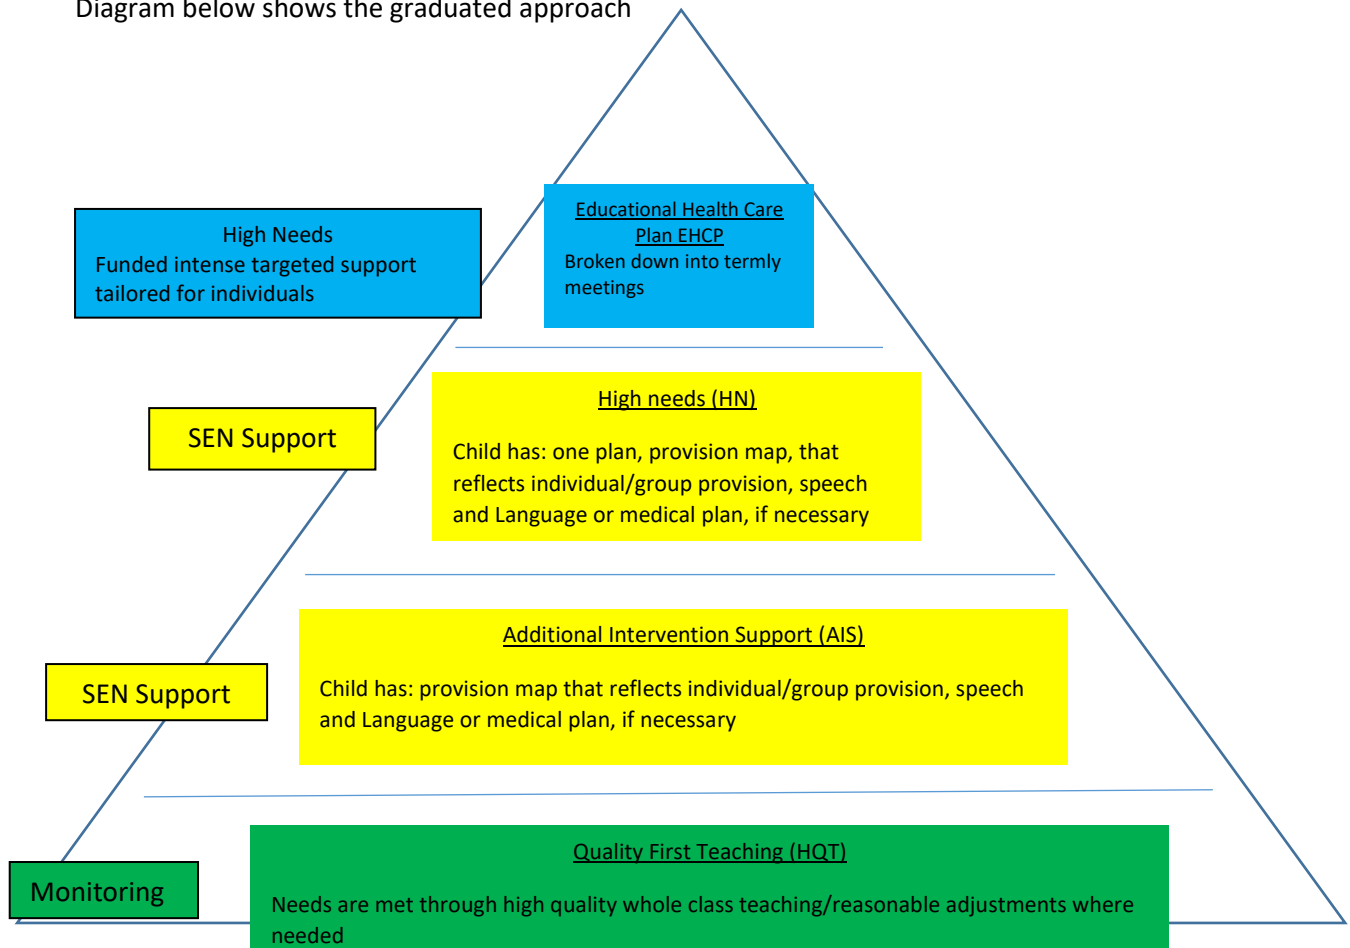 Diagram below shows the graduated approach
High Needs
Funded intense targeted support
tailored for individuals
Educational Health Care
Plan EHCP
Broken down into termly
meetings
SEN Support
High needs (HN)
Child has: one plan, provision map, that
reflects individual/group provision, speech
and Language or medical plan, if necessary
SEN Support
Additional Intervention Support (AIS)
Child has: provision map that reflects individual/group provision, speech
and Language or medical plan, if necessary
Monitoring
Quality First Teaching (HQT)
Needs are met through high quality whole class teaching/reasonable adjustments where
needed